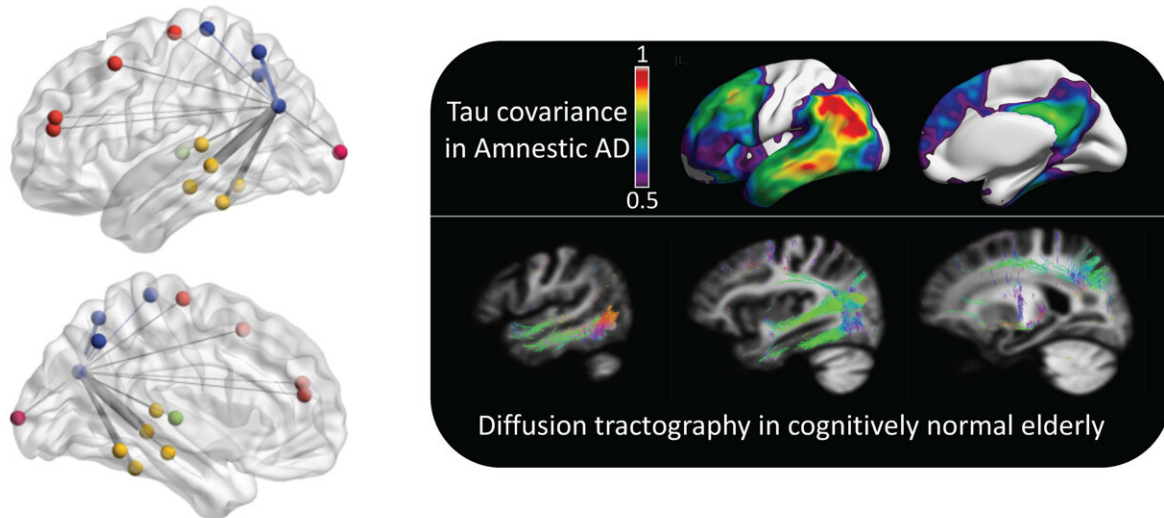 1
Tau covariance
in Amnestic AD
0.5
Diffusion tractography in cognitively normal elderly